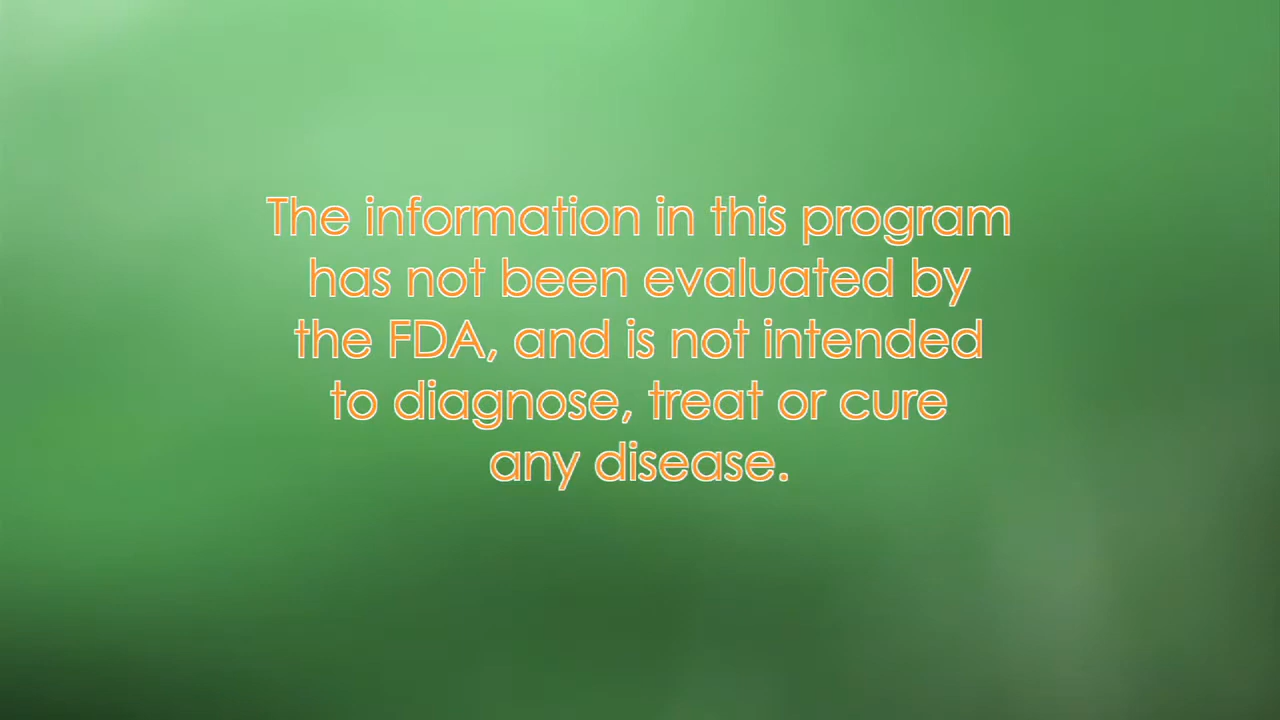 The information in this program
has not been evaluated by
the FDA, and is not intended
to diagnose, treat or cure
any disease.